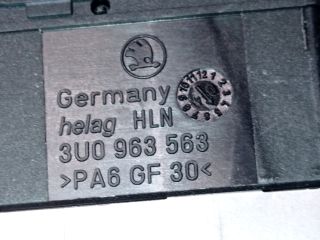 Germany
helag HLN
3U0 963 563
>PA6 GF 30<